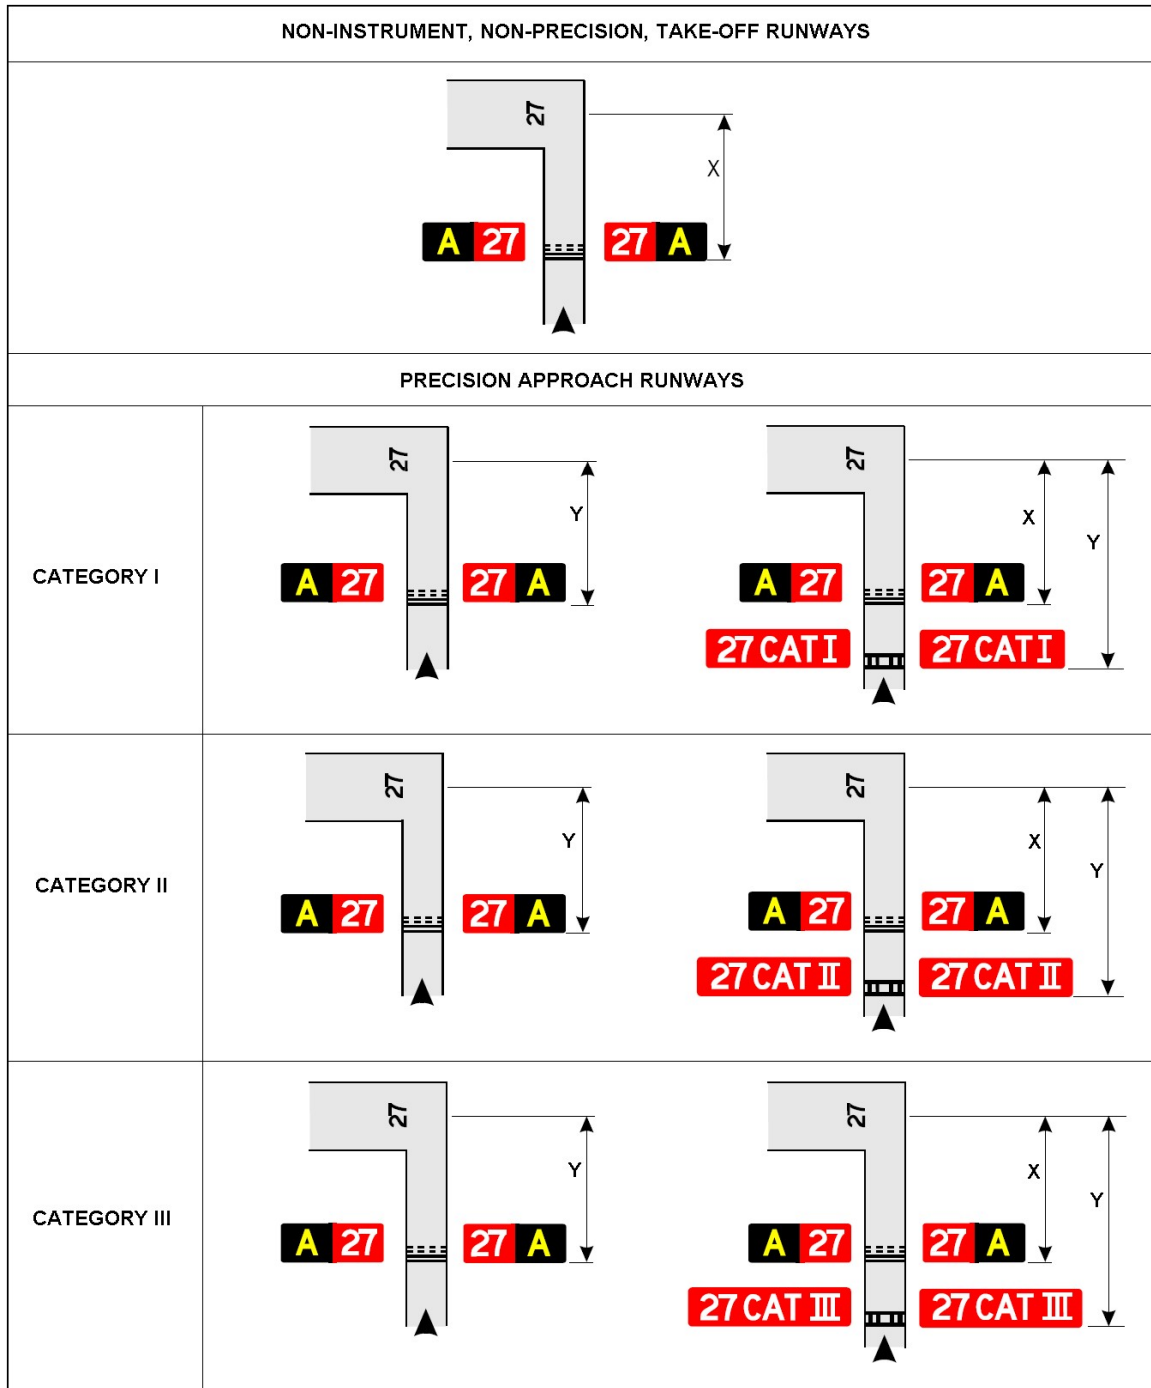 NON-INSTRUMENT, NON-PRECISION, TAKE-OFF RUNWAYS
27
X
A 27 27 A
PRECISION APPROACH RUNWAYS
CATEGORY I
27
Y
A 27 27 A
27
X
Y
A 27 27 A
27 CAT I 27 CAT I
CATEGORY II
27
Y
A 27 27 A
27
X
Y
A 27 27 A
27 CAT II 27 CAT II
CATEGORY III
27
Y
A 27 27 A
27
X
Y
A 27 27 A
27 CAT III 27 CAT III